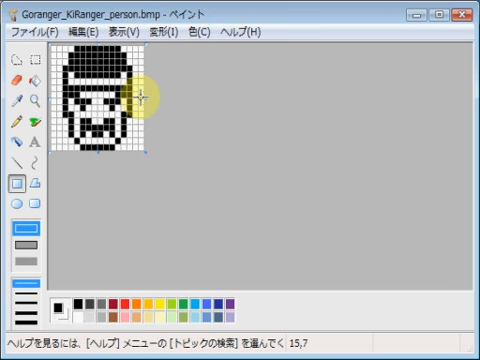 Goranger_KiRanger_person.bmp - ペイント
ファイル(F) 編集(E) 表示(V) 変形(I) 色(C) ヘルプ(H)
A
ヘルプを見るには、[ヘルプ] メニューの [トピックの検索] を選んでく 15,7